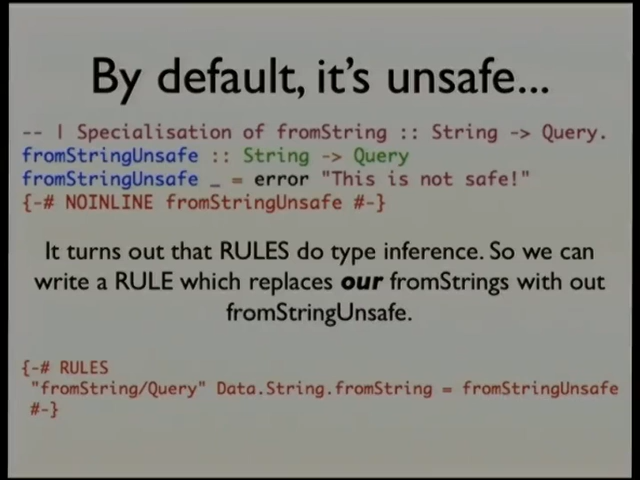 By default, it's unsafe...
-- | Specialisation of fromString :: String -> Query.
fromStringUnsafe :: String -> Query
fromStringUnsafe _ = error "This is not safe!"
{-# NOINLINE fromStringUnsafe #-}
It turns out that RULES do type inference. So we can
write a RULE which replaces our fromStrings with out
fromStringUnsafe.
{-# RULES
"fromString/Query" Data.String.fromString = fromStringUnsafe
#-}